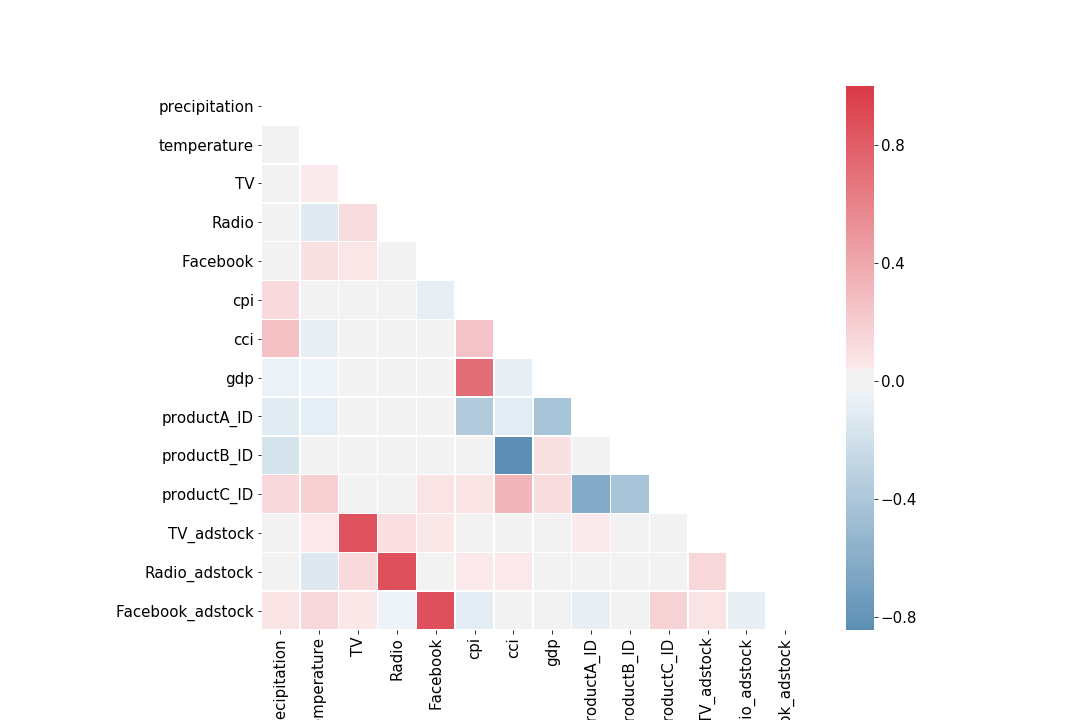 precipitation
temperature
TV
Radio
Facebook
cpi
cci
gdp
productA_ID
productB_ID
productC_ID
TV_adstock
Radio_adstock
Facebook_adstock
ecipitation
mperature
TV
Radio
Facebook
cpi
cci
gdp
roductA_ID
roductB_ID
roductC_ID
TV_adstock
io_adstock
ok_adstock
0.8
0.4
0.0
−0.4
−0.8